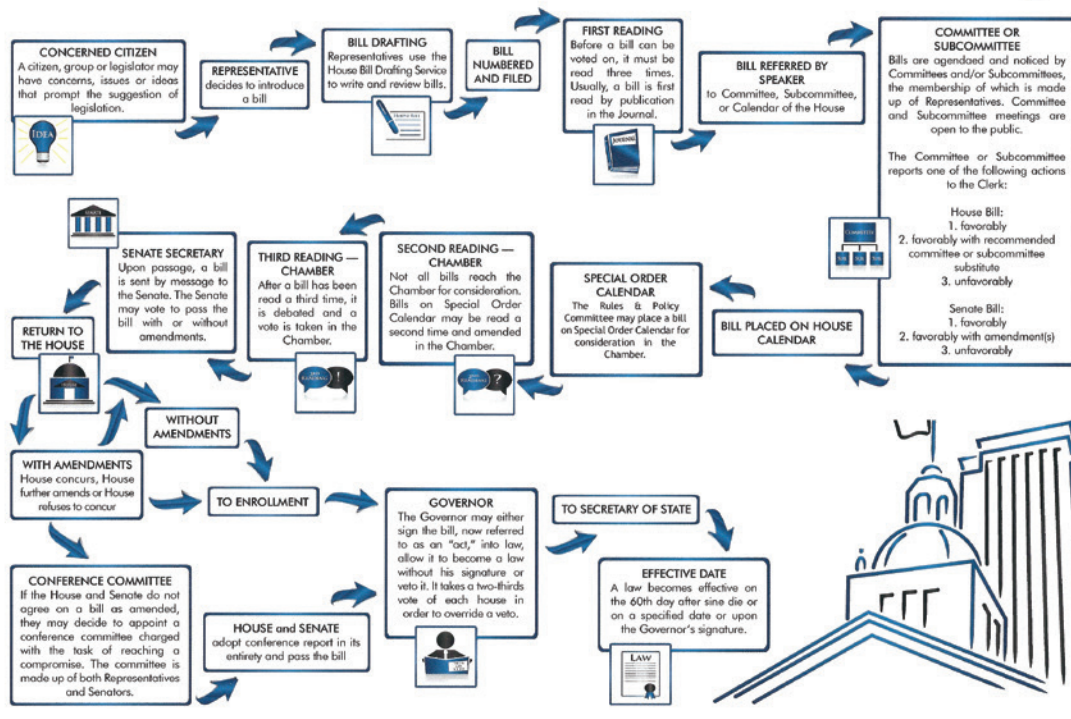 CONCERNED CITIZEN
A citizen, group or legislator may
have concerns, issues or ideas
that prompt the suggestion of
legislation.
IDEA
REPRESENTATIVE
decides to introduce
a bill
BILL DRAFTING
Representatives use the
House Bill Drafting Service
to write and review bills.
BILL
NUMBERED
AND FILED
FIRST READING
Before a bill can be
voted on, it must be
read three times.
Usually, a bill is first
read by publication
in the Journal.
JOURNAL
BILL REFERRED BY
SPEAKER
to Committee, Subcommittee,
or Calendar of the House
COMMITTEE OR
SUBCOMMITTEE
Bills are agendaed and noticed by
Committees and/or Subcommittees,
the membership of which is made
up of Representatives. Committee
and Subcommittee meetings are
open to the public.
The Committee or Subcommittee
reports one of the following actions
to the Clerk:
House Bill:
1. favorably
2. favorably with recommended
committee or subcommittee
substitute
3. unfavorably
Senate Bill:
1. favorably
2. favorably with amendment(s)
3. unfavorably
COMMITTEE
SUB SUB SUB
BILL PLACED ON HOUSE
CALENDAR
SPECIAL ORDER
CALENDAR
The Rules & Policy
Committee may place a bill
on Special Order Calendar for
consideration in the
Chamber.
SECOND READING —
CHAMBER
Not all bills reach the
Chamber for consideration.
Bills on Special Order
Calendar may be read a
second time and amended
in the Chamber.
2ND
READING ?
THIRD READING —
CHAMBER
After a bill has been
read a third time, it
is debated and a
vote is taken in the
Chamber.
3RD
READING !
SENATE
SENATE SECRETARY
Upon passage, a bill
is sent by message to
the Senate. The Senate
may vote to pass the
bill with or without
amendments.
RETURN TO
THE HOUSE
WITHOUT
AMENDMENTS
WITH AMENDMENTS
House concurs, House
further amends or House
refuses to concur
TO ENROLLMENT
CONFERENCE COMMITTEE
If the House and Senate do not
agree on a bill as amended,
they may decide to appoint a
conference committee charged
with the task of reaching a
compromise. The committee is
made up of both Representatives
and Senators.
HOUSE and SENATE
adopt conference report in its
entirety and pass the bill
GOVERNOR
The Governor may either
sign the bill, now referred
to as an "act," into law,
allow it to become a law
without his signature or
veto it. It takes a two-thirds
vote of each house in
order to override a veto.
TO SECRETARY OF STATE
EFFECTIVE DATE
A law becomes effective on
the 60th day after sine die or
on a specified date or upon
the Governor's signature.
LAW